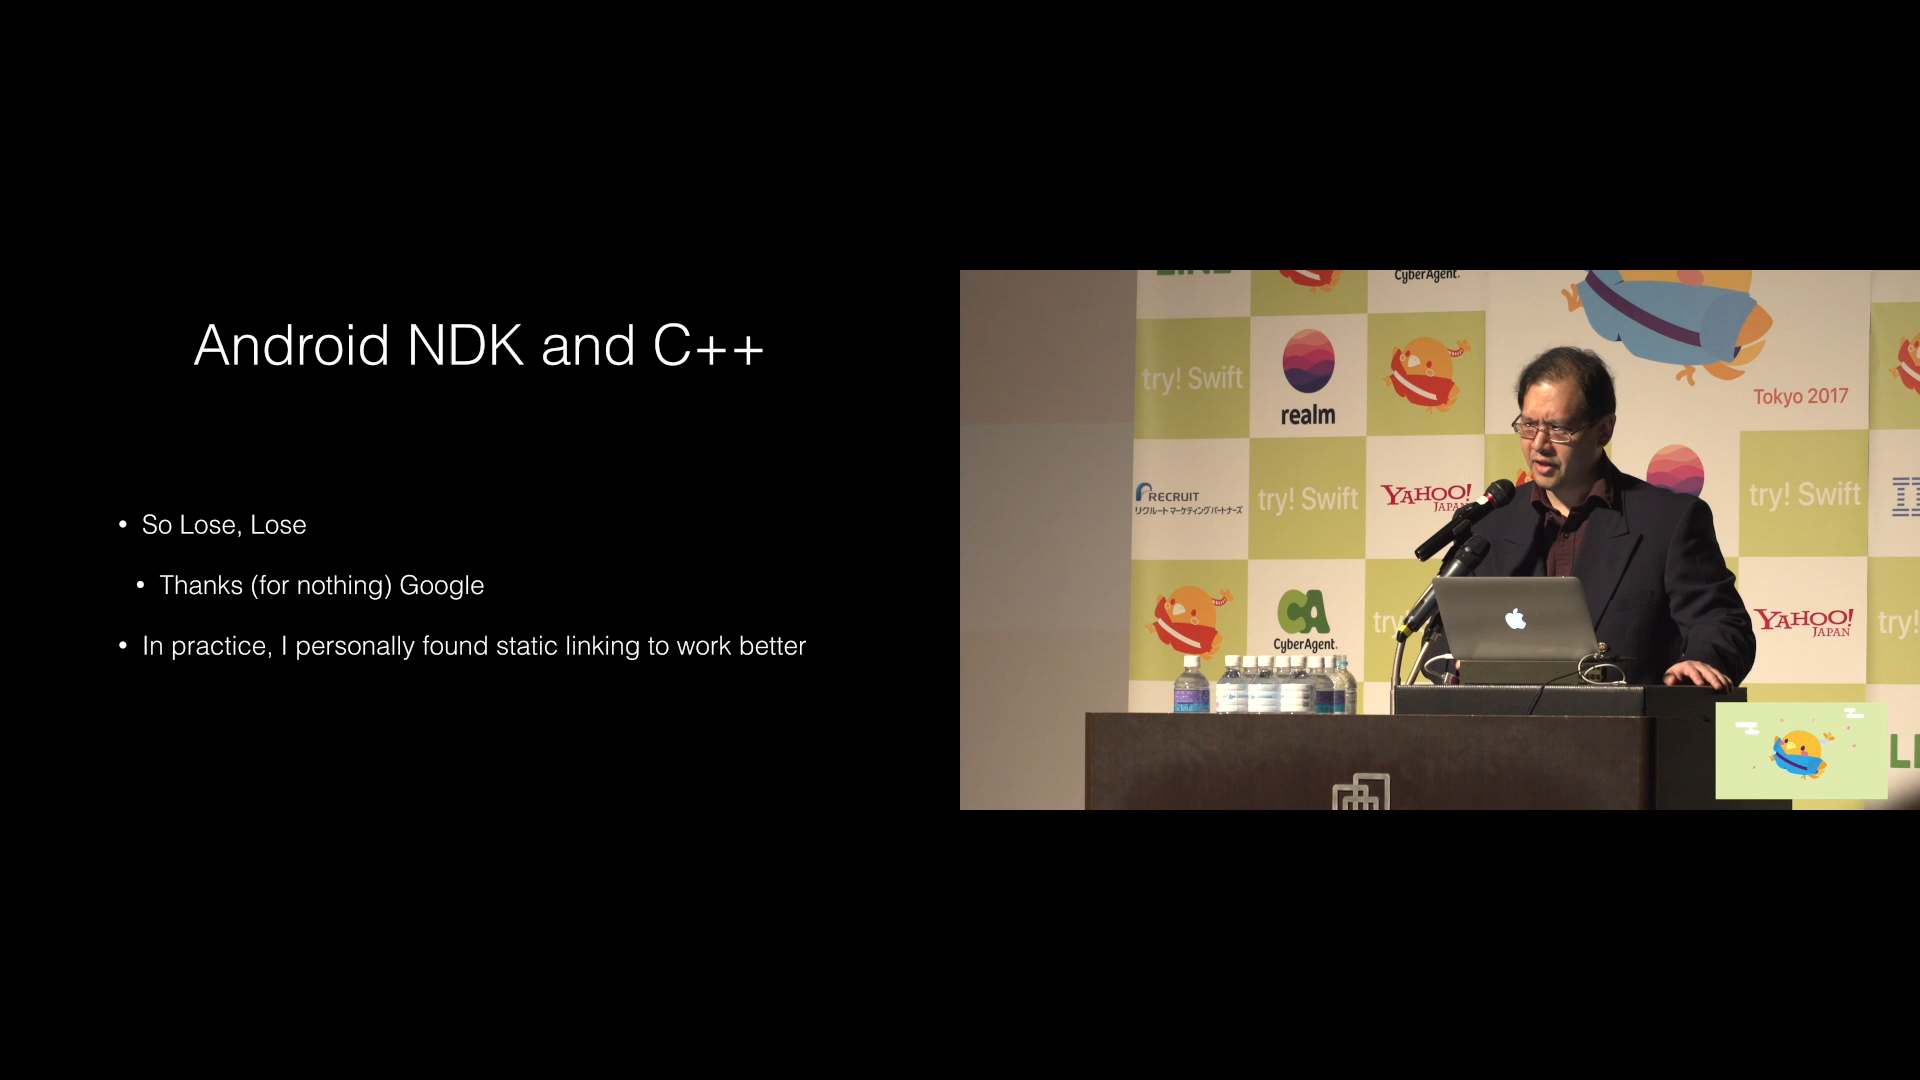 Android NDK and C++
• So Lose, Lose
• Thanks (for nothing) Google
• In practice, I personally found static linking to work better
CyberAgent.
try! Swift
realm
Tokyo 2017
RECRUIT
リクルート マーケティングパートナーズ
try! Swift
YAHOO!
JAPAN
try! Swift
CA
CyberAgent.
YAHOO!
JAPAN
try!